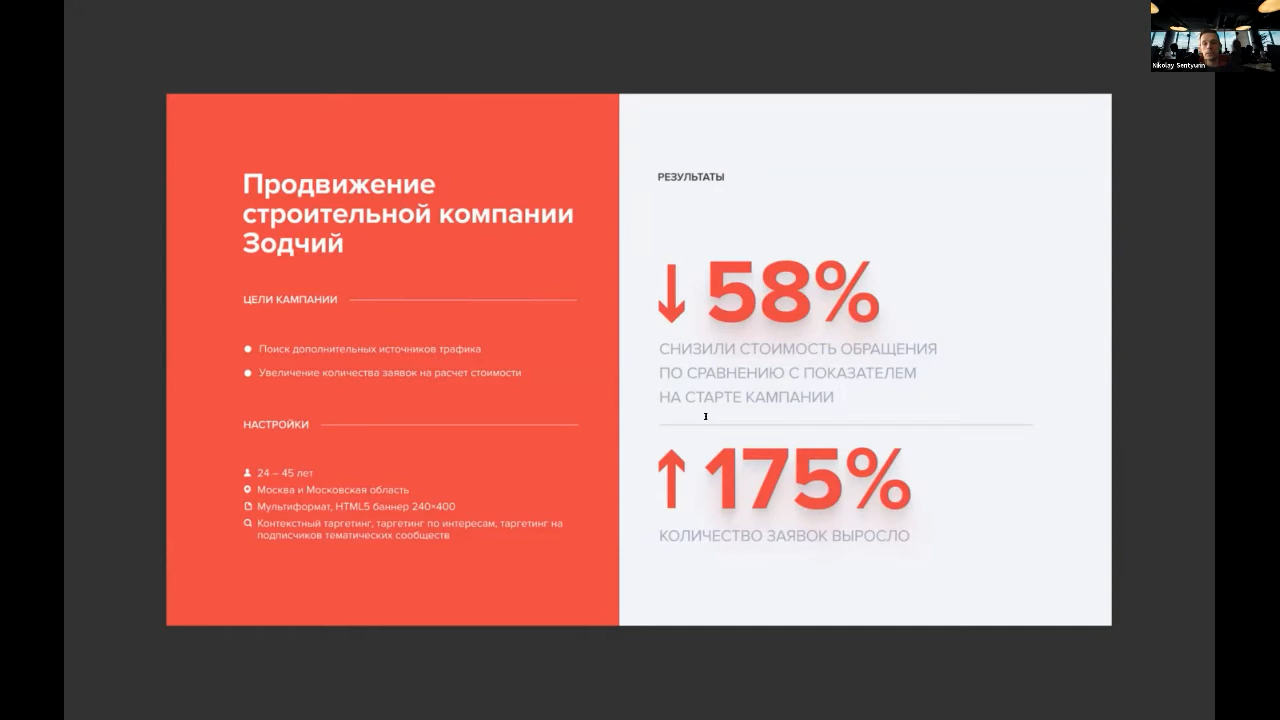 Nikolay Sentyurin
Продвижение
строительной компании
Зодчий
ЦЕЛИ КАМПАНИИ
Поиск дополнительных источников трафика
Увеличение количества заявок на расчет стоимости
НАСТРОЙКИ
24 – 45 лет
Москва и Московская область
Мультиформат, HTML5 баннер 240×400
Контекстный таргетинг, таргетинг по интересам, таргетинг на
подписчиков тематических сообществ
РЕЗУЛЬТАТЫ
↓ 58%
СНИЗИЛИ СТОИМОСТЬ ОБРАЩЕНИЯ
ПО СРАВНЕНИЮ С ПОКАЗАТЕЛЕМ
НА СТАРТЕ КАМПАНИИ
↑ 175%
КОЛИЧЕСТВО ЗАЯВОК ВЫРОСЛО